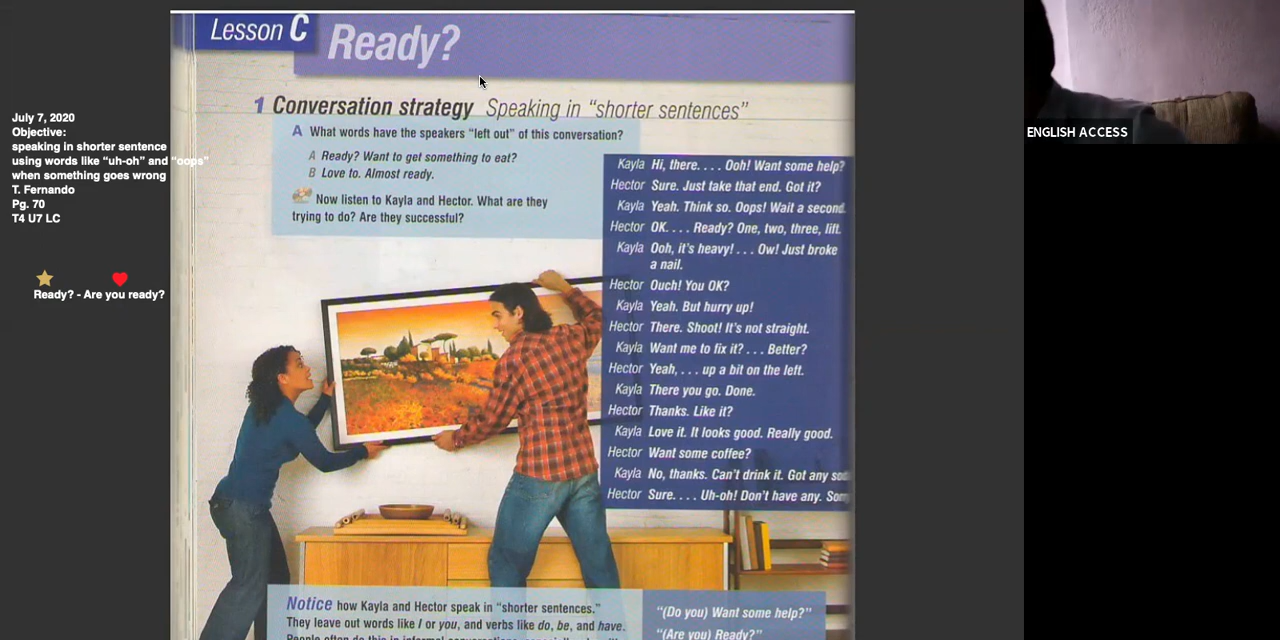 Lesson C Ready?
1 Conversation strategy Speaking in “shorter sentences”
A What words have the speakers “left out” of this conversation?
A Ready? Want to get something to eat?
B Love to. Almost ready.
Now listen to Kayla and Hector. What are they
trying to do? Are they successful?
Kayla Hi, there. . . . Ooh! Want some help?
Hector Sure. Just take that end. Got it?
Kayla Yeah. Think so. Oops! Wait a second.
Hector OK. . . . Ready? One, two, three, lift.
Kayla Ooh, it's heavy! . . . Ow! Just broke
a nail.
Hector Ouch! You OK?
Kayla Yeah. But hurry up!
Hector There. Shoot! It's not straight.
Kayla Want me to fix it? . . . Better?
Hector Yeah, . . . up a bit on the left.
Kayla There you go. Done.
Hector Thanks. Like it?
Kayla Love it. It looks good. Really good.
Hector Want some coffee?
Kayla No, thanks. Can't drink it. Got any
Hector Sure. . . . Uh-oh! Don't have any.
Notice how Kayla and Hector speak in “shorter sentences.”
They leave out words like I or you, and verbs like do, be, and have.
People often do this in informal conversations,
“(Do you) Want some help?”
“(Are you) Ready?”
July 7, 2020
Objective:
speaking in shorter sentence
using words like “uh-oh” and “oops”
when something goes wrong
T. Fernando
Pg. 70
T4 U7 LC
Ready? - Are you ready?
ENGLISH ACCESS